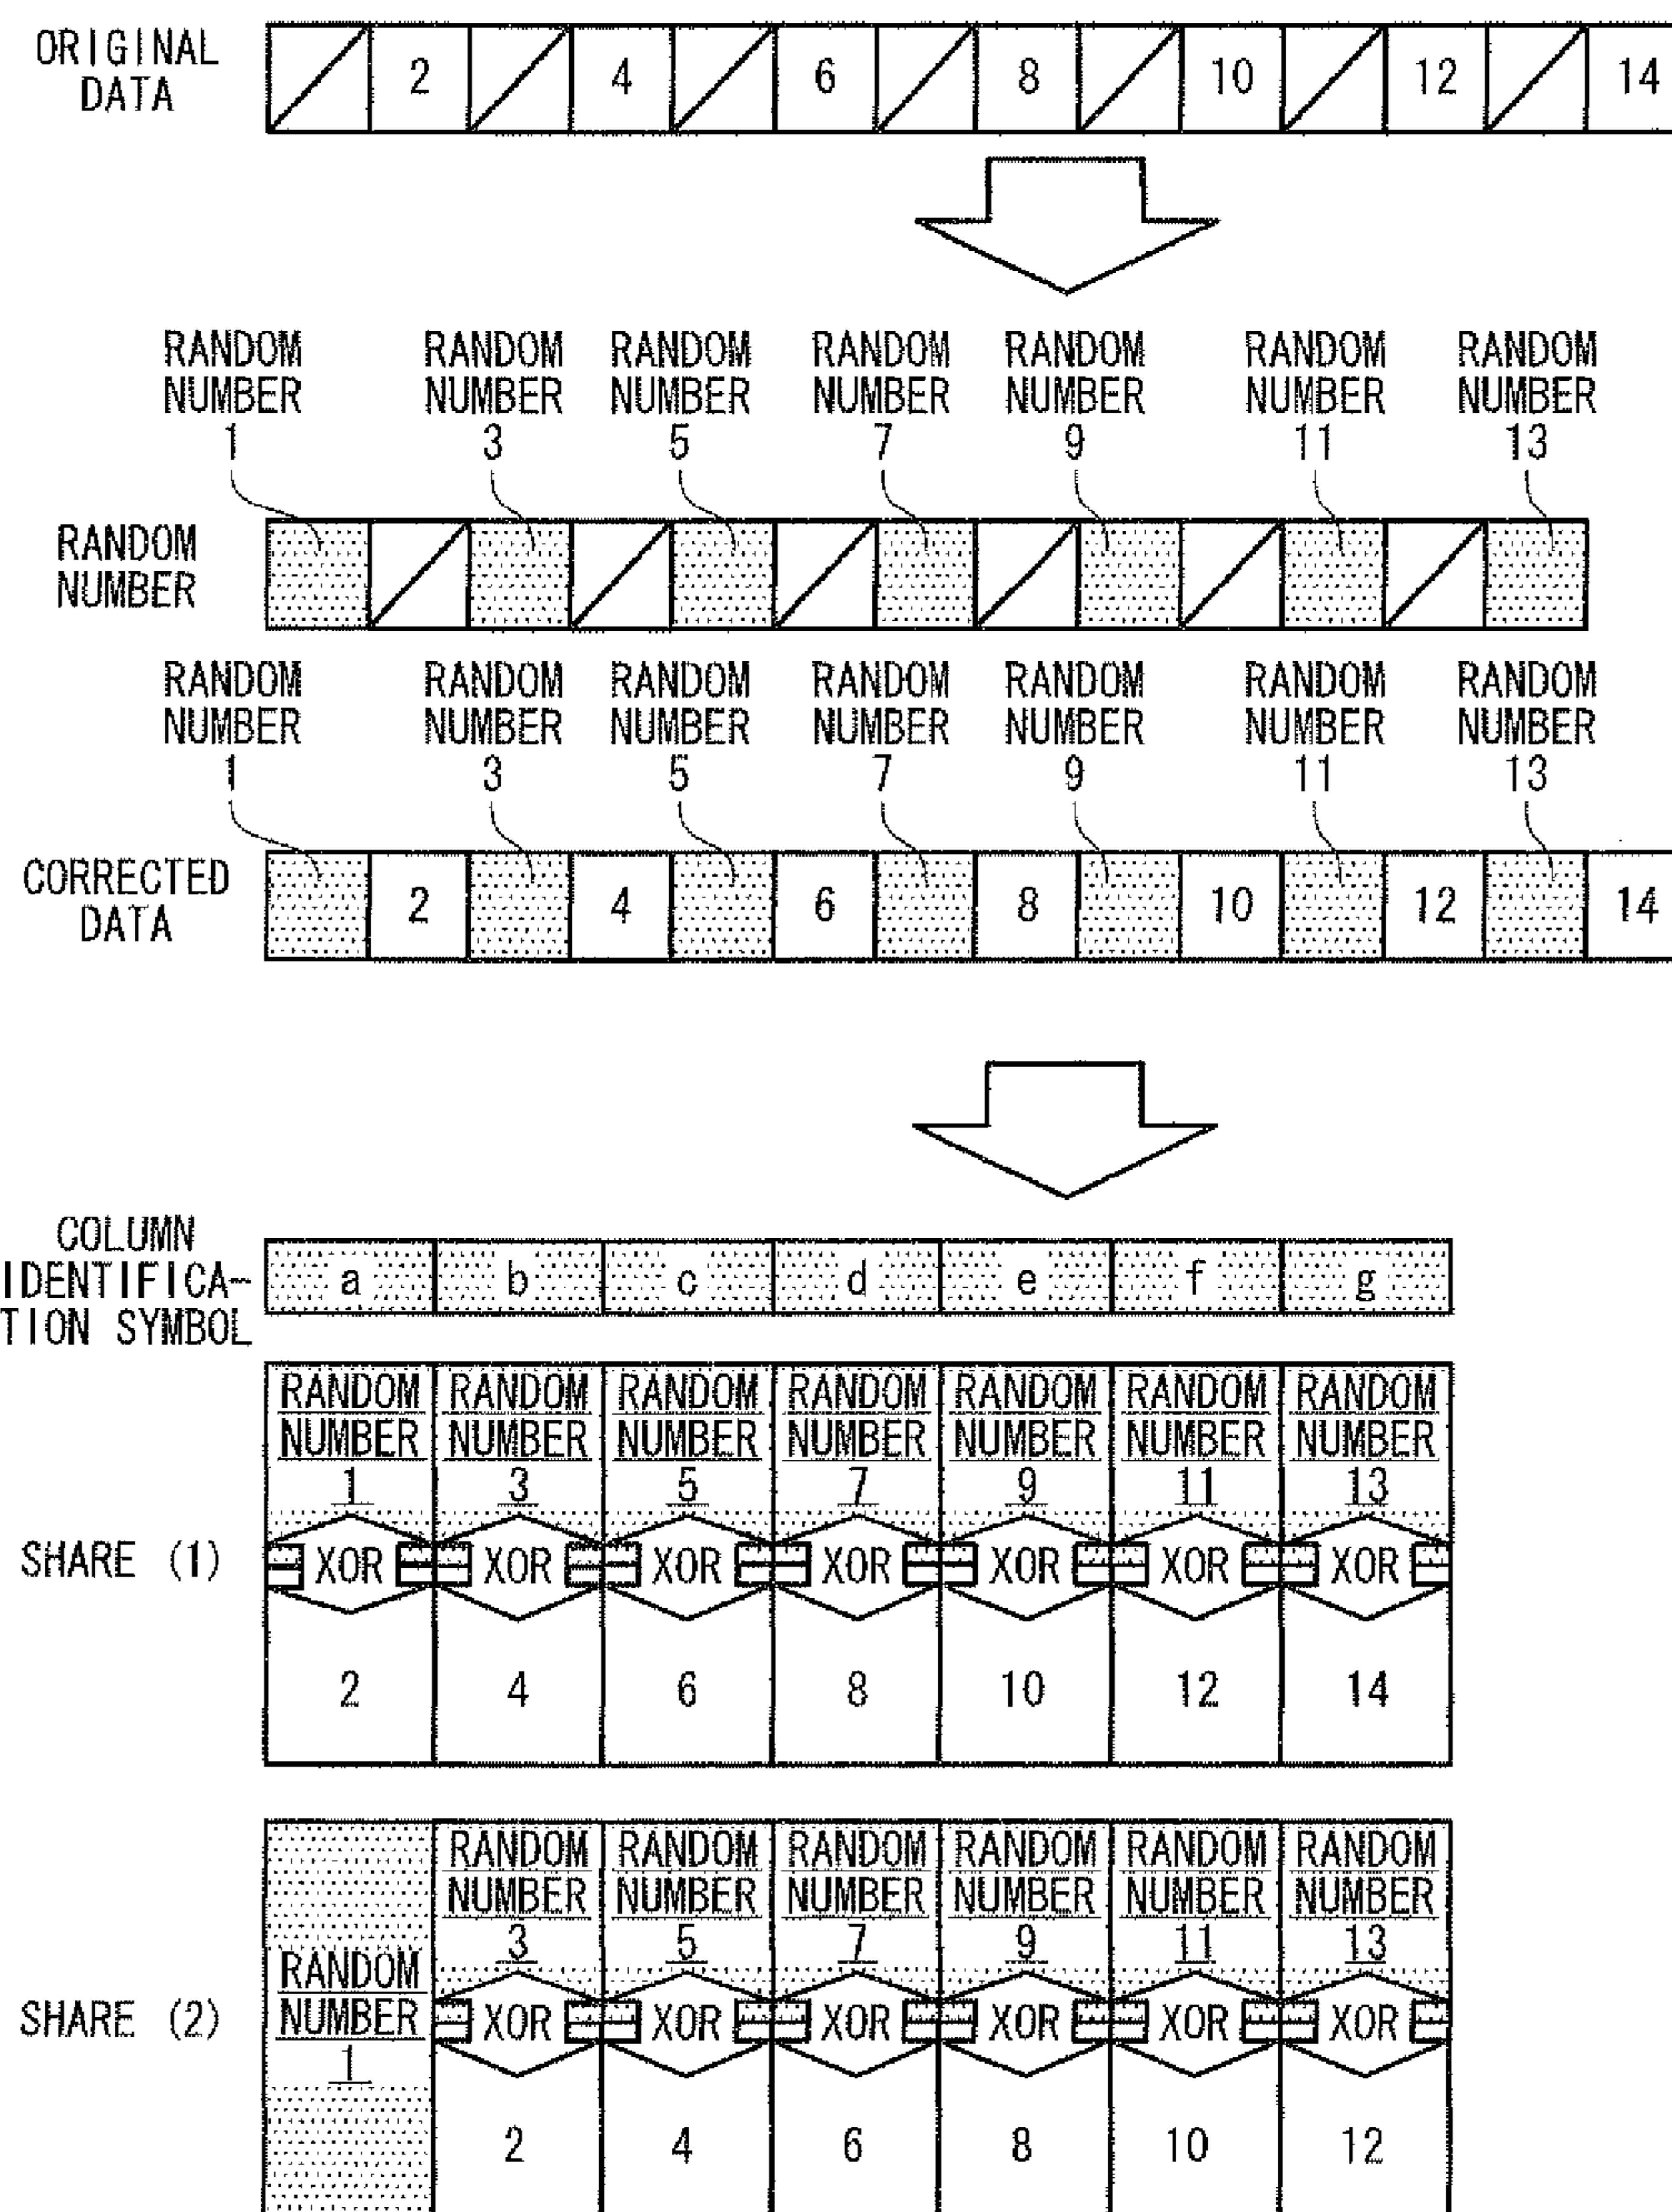 ORIGINAL
DATA
2 4 6 8 10 12 14
RANDOM RANDOM RANDOM RANDOM RANDOM RANDOM RANDOM
NUMBER NUMBER NUMBER NUMBER NUMBER NUMBER NUMBER
1 3 5 7 9 11 13
RANDOM
NUMBER
RANDOM RANDOM RANDOM RANDOM RANDOM RANDOM RANDOM
NUMBER NUMBER NUMBER NUMBER NUMBER NUMBER NUMBER
1 3 5 7 9 11 13
CORRECTED
DATA
2 4 6 8 10 12 14
COLUMN
IDENTIFICA-
TION SYMBOL
a b c d e f g
RANDOM RANDOM RANDOM RANDOM RANDOM RANDOM RANDOM
NUMBER NUMBER NUMBER NUMBER NUMBER NUMBER NUMBER
1 3 5 7 9 11 13
SHARE (1)
XOR XOR XOR XOR XOR XOR XOR
2 4 6 8 10 12 14
RANDOM RANDOM RANDOM RANDOM RANDOM RANDOM
NUMBER NUMBER NUMBER NUMBER NUMBER NUMBER
3 5 7 9 11 13
SHARE (2)
RANDOM
NUMBER
1
XOR XOR XOR XOR XOR XOR
2 4 6 8 10 12